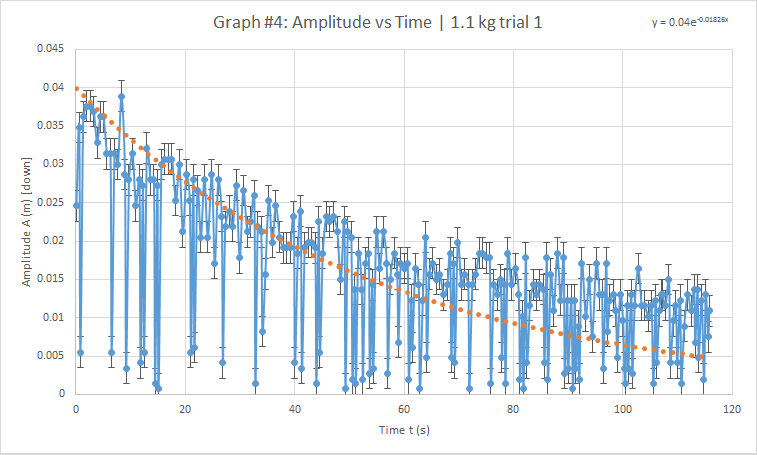 Graph #4: Amplitude vs Time | 1.1 kg trial 1
y = 0.04e-0.01826x
Amplitude A (m) [down]
0.045
0.04
0.035
0.03
0.025
0.02
0.015
0.01
0.005
0
0 20 40 60 80 100 120
Time t (s)